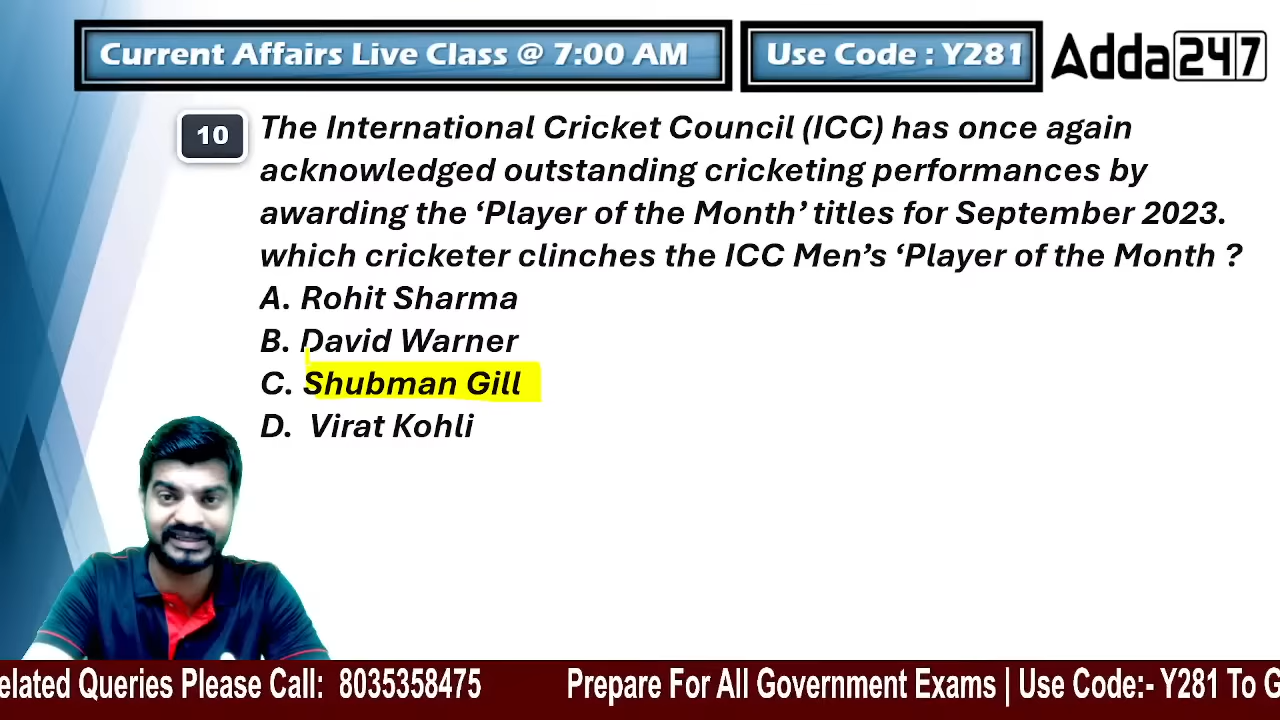 Current Affairs Live Class @ 7:00 AM
Use Code : Y281
Adda247
10
The International Cricket Council (ICC) has once again
acknowledged outstanding cricketing performances by
awarding the ‘Player of the Month’ titles for September 2023.
which cricketer clinches the ICC Men’s ‘Player of the Month ?
A. Rohit Sharma
B. David Warner
C. Shubman Gill
D. Virat Kohli
elated Queries Please Call: 8035358475 Prepare For All Government Exams | Use Code:- Y281 To G